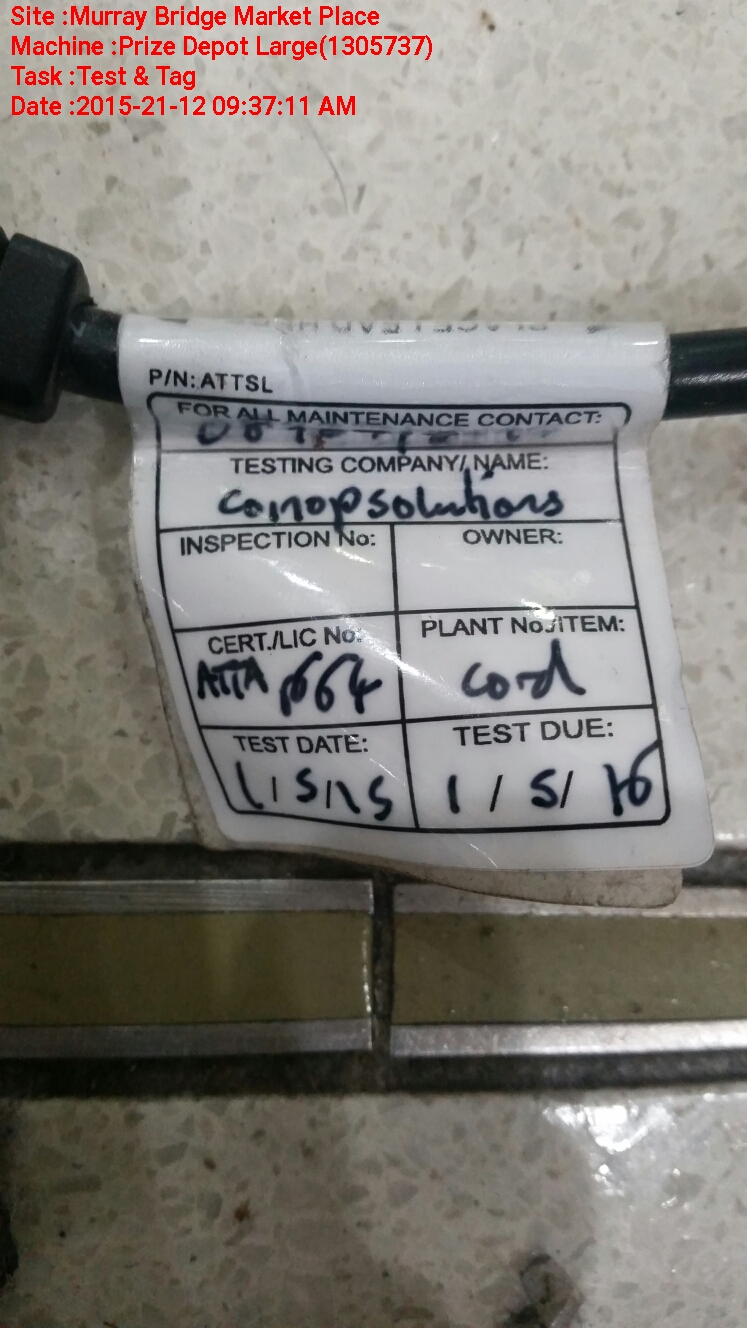 Site :Murray Bridge Market Place
Machine :Prize Depot Large(1305737)
Task :Test & Tag
Date :2015-21-12 09:37:11 AM
P/N:ATTSL
FOR ALL MAINTENANCE CONTACT:
TESTING COMPANY/NAME:
coinopsolutions
INSPECTION No: OWNER:
CERT./LIC No: PLANT No./ITEM:
ATTA cord
TEST DATE: TEST DUE:
1/5/15 1/5/16